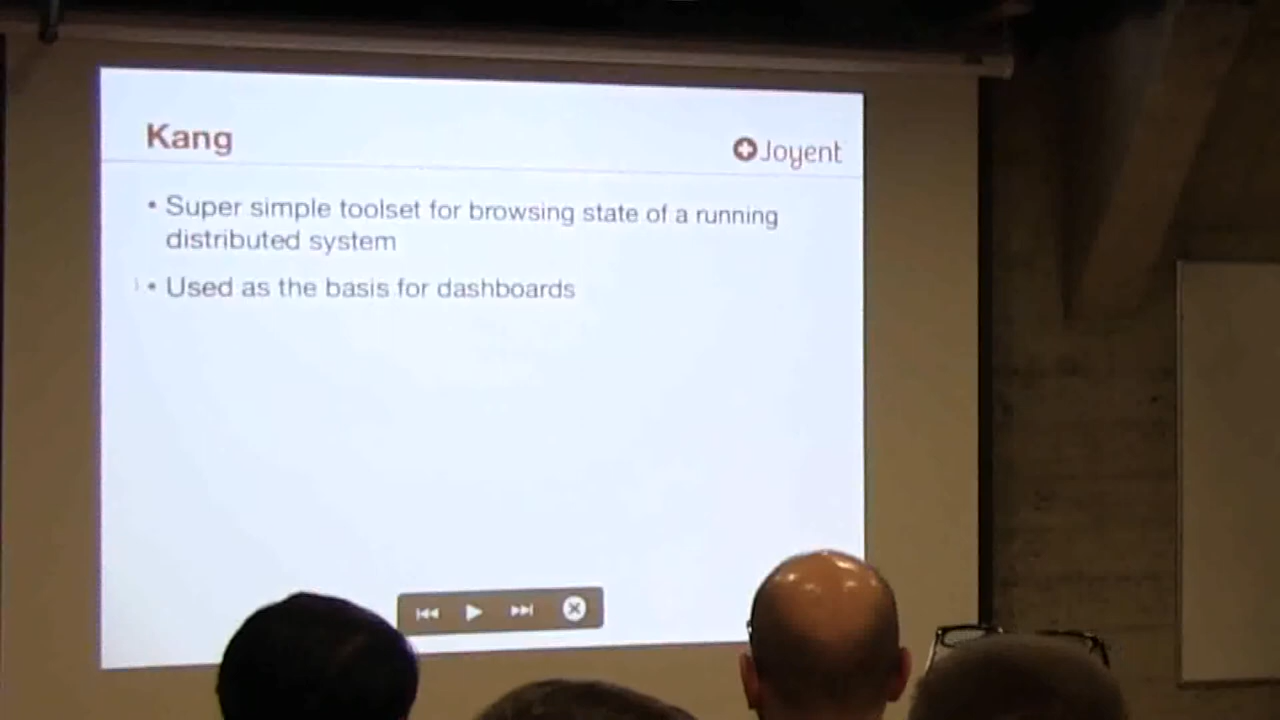 Kang
Joyent
• Super simple toolset for browsing state of a running
distributed system
• Used as the basis for dashboards